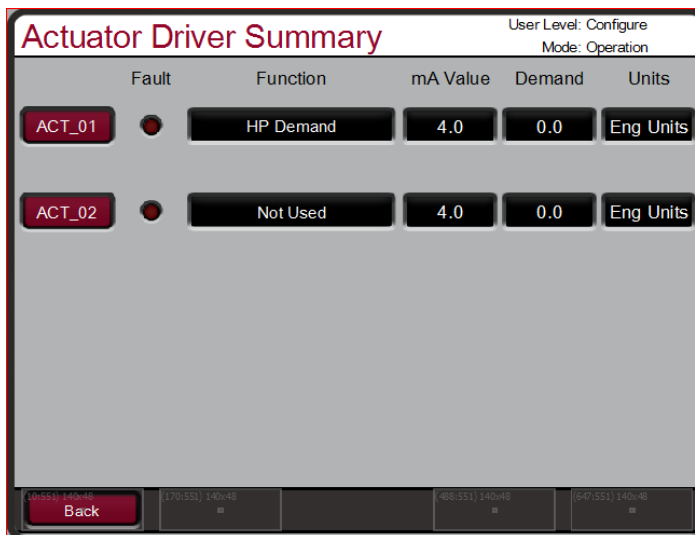 Actuator Driver Summary
User Level: Configure
Mode: Operation
Fault Function mA Value Demand Units
ACT_01 HP Demand 4.0 0.0 Eng Units
ACT_02 Not Used 4.0 0.0 Eng Units
(10:551) 140x48 (170:551) 140x48 (488:551) 140x48 (647:551) 140x48
Back